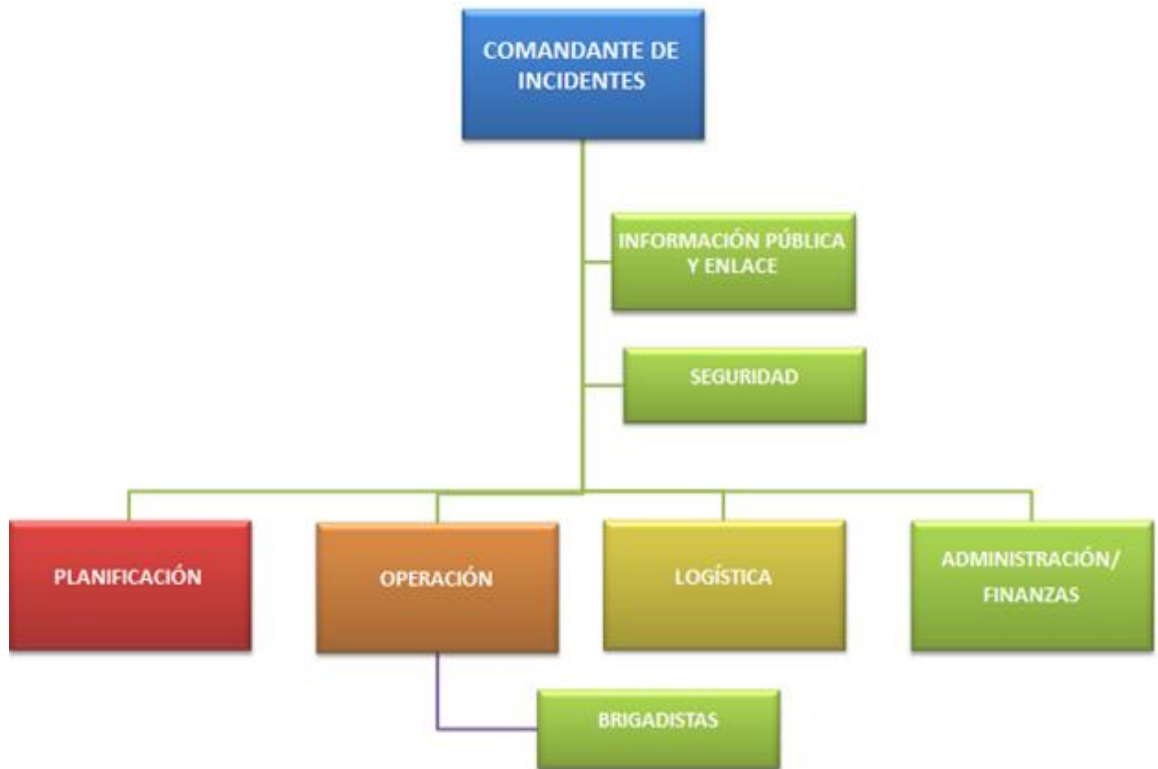 COMANDANTE DE
INCIDENTES
INFORMACIÓN PÚBLICA
Y ENLACE
SEGURIDAD
PLANIFICACIÓN
OPERACIÓN
LOGÍSTICA
ADMINISTRACIÓN/
FINANZAS
BRIGADISTAS